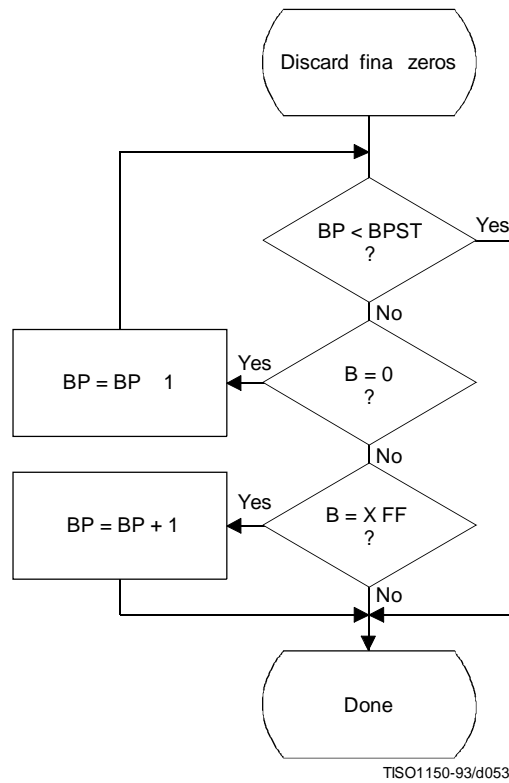 Discard fina zeros
BP < BPST
?
Yes
No
BP = BP 1
Yes
B = 0
?
No
BP = BP + 1
Yes
B = X FF
?
No
Done
TISO1150-93/d053